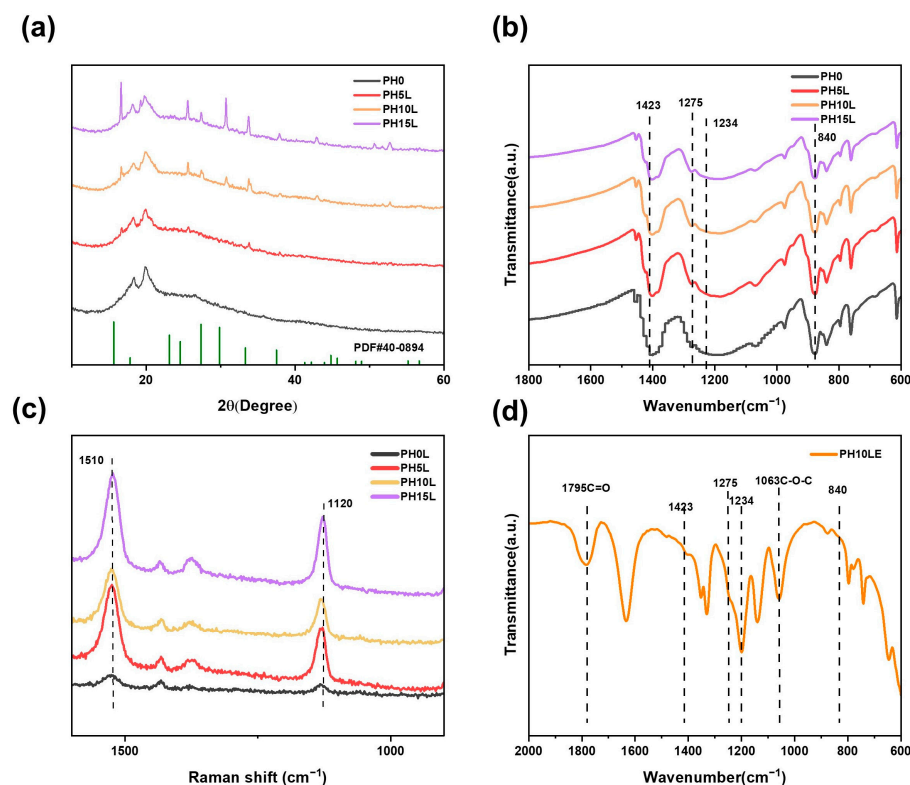 (a)
PH0
PH5L
PH10L
PH15L
PDF#40-0894
20
40
60
2θ(Degree)
(b)
PH0
PH5L
PH10L
PH15L
1423
1275
1234
840
Transmittance(a.u.)
1800
1600
1400
1200
1000
800
600
Wavenumber(cm⁻¹)
(c)
PH0L
PH5L
PH10L
PH15L
1510
1120
1500
1000
Raman shift (cm⁻¹)
(d)
PH10LE
1795C=O
1423
1275
1234
1063C-O-C
840
Transmittance(a.u.)
2000
1800
1600
1400
1200
1000
800
600
Wavenumber(cm⁻¹)